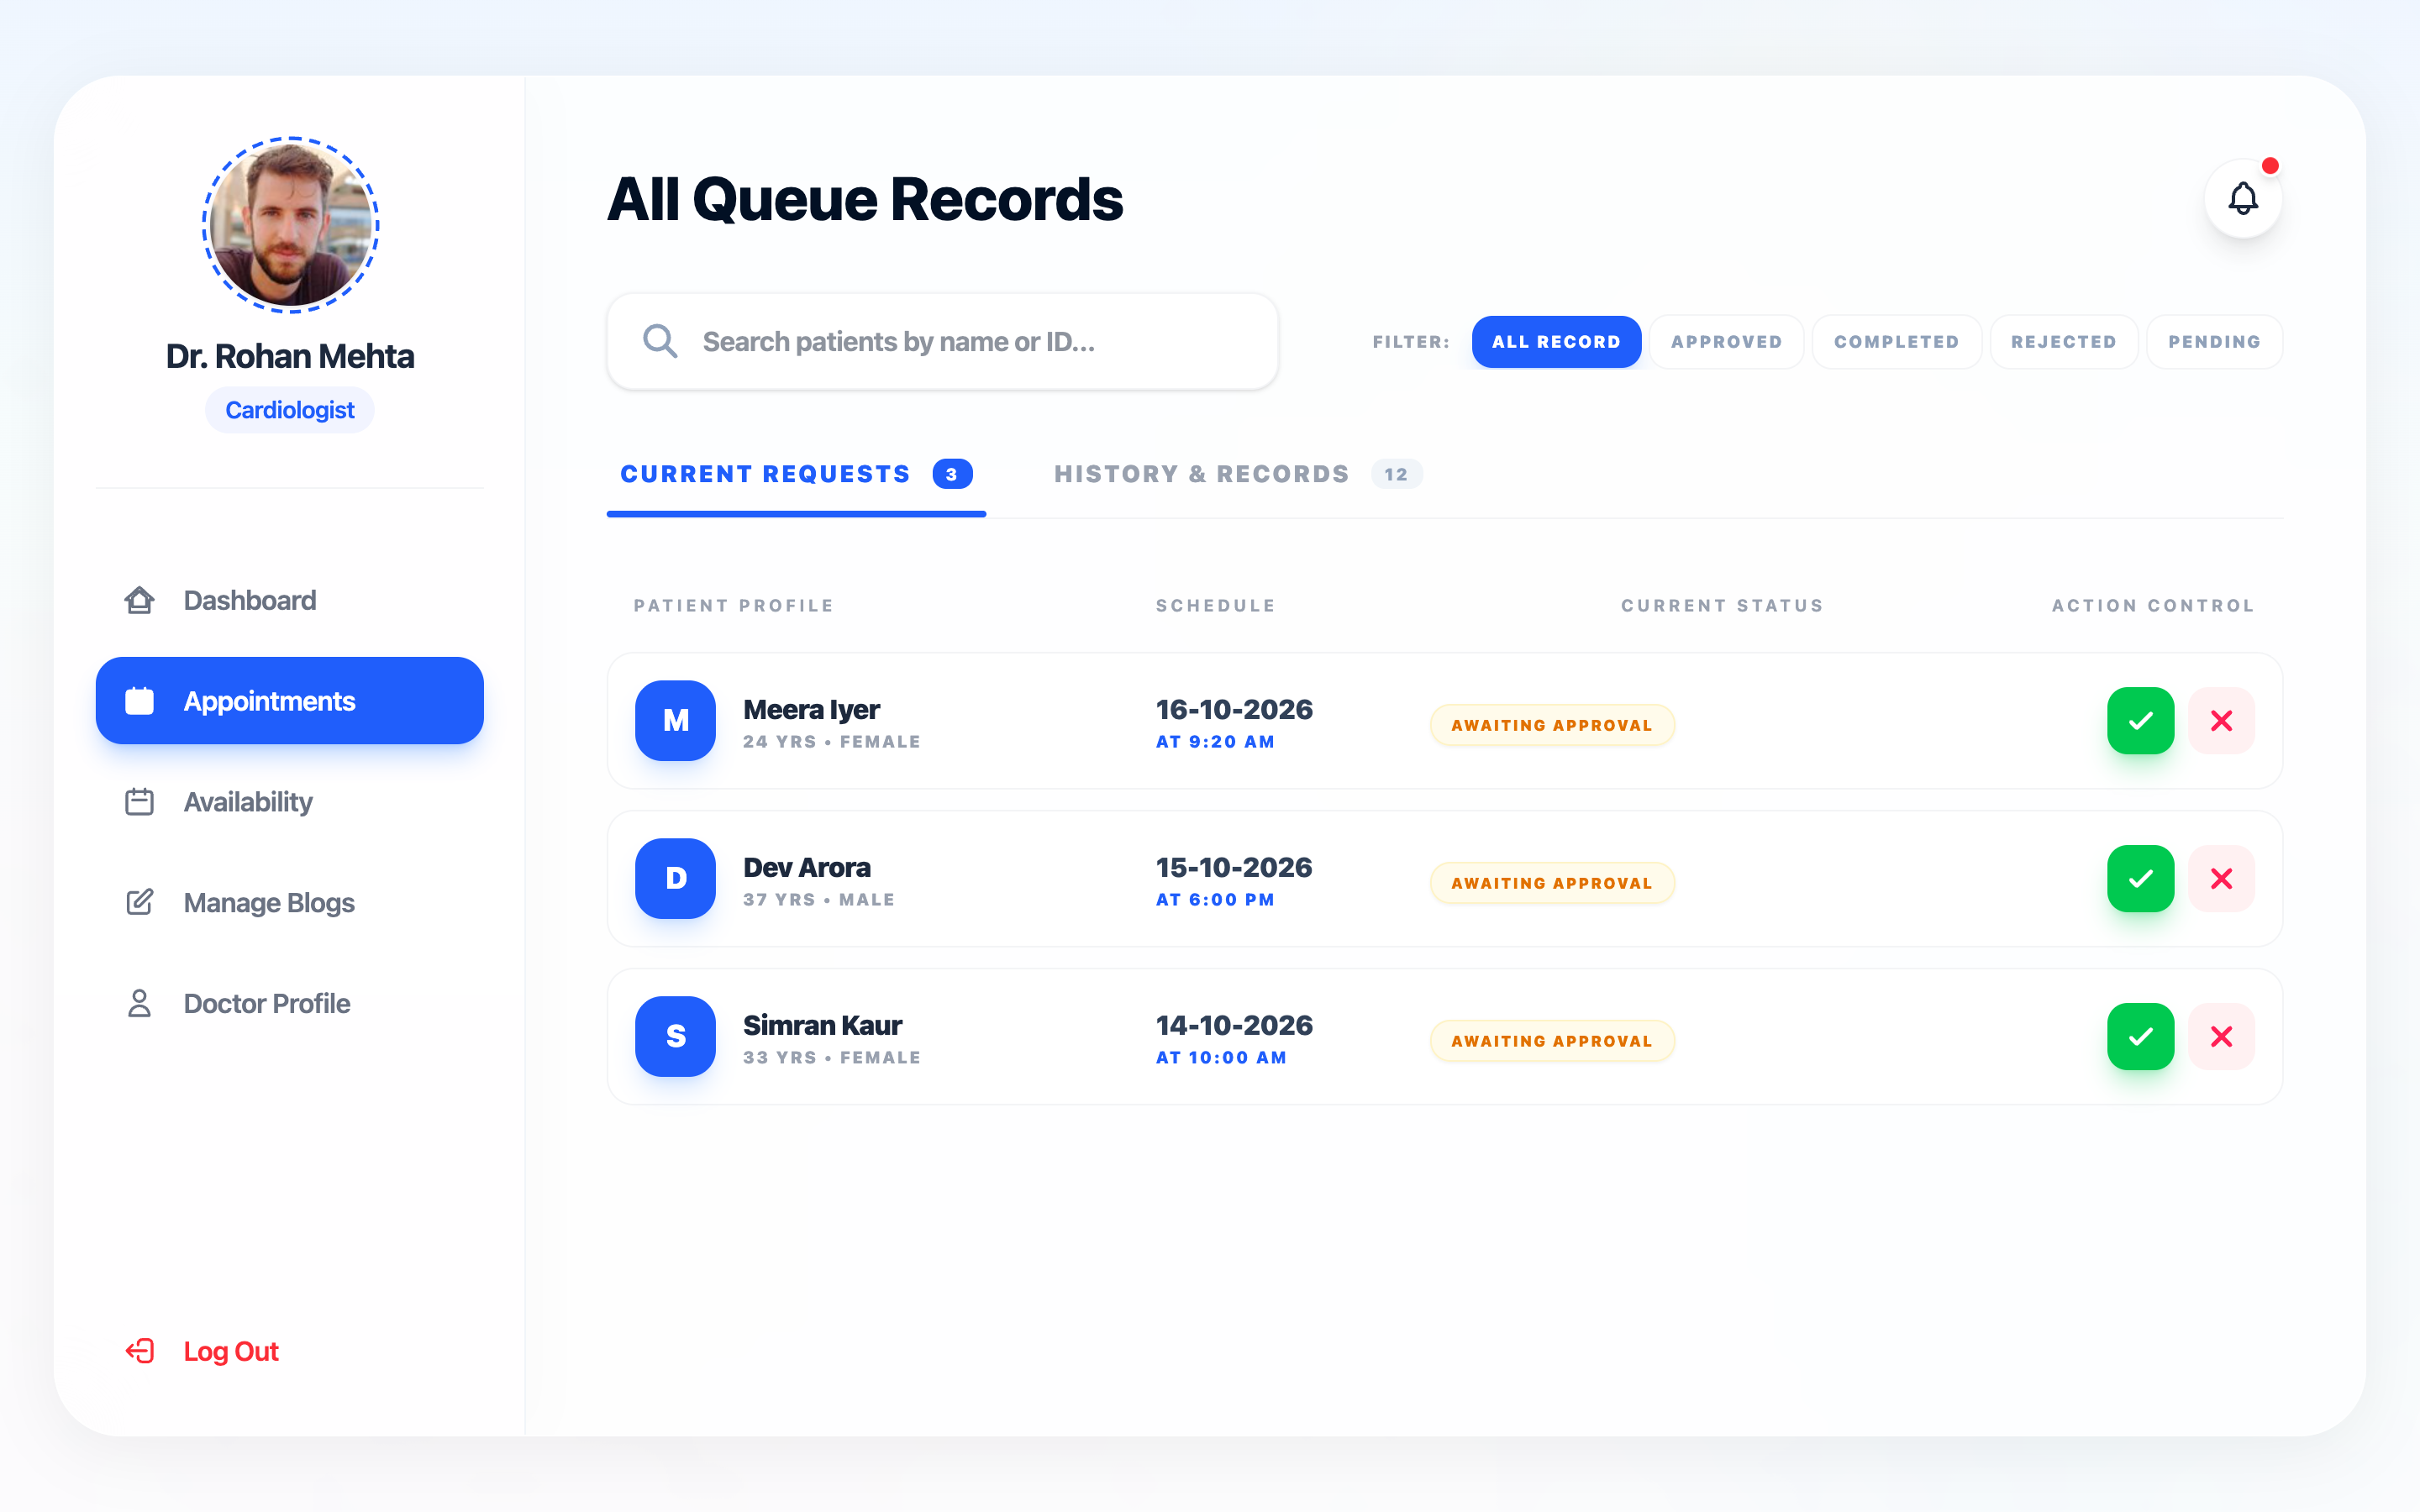 Dr. Rohan Mehta
Cardiologist
Dashboard
Appointments
Availability
Manage Blogs
Doctor Profile
Log Out
All Queue Records
Search patients by name or ID...
FILTER: ALL RECORD APPROVED COMPLETED REJECTED PENDING
CURRENT REQUESTS 3 HISTORY & RECORDS 12
PATIENT PROFILE SCHEDULE CURRENT STATUS ACTION CONTROL
M Meera Iyer 16-10-2026 AWAITING APPROVAL
24 YRS • FEMALE AT 9:20 AM
D Dev Arora 15-10-2026 AWAITING APPROVAL
37 YRS • MALE AT 6:00 PM
S Simran Kaur 14-10-2026 AWAITING APPROVAL
33 YRS • FEMALE AT 10:00 AM